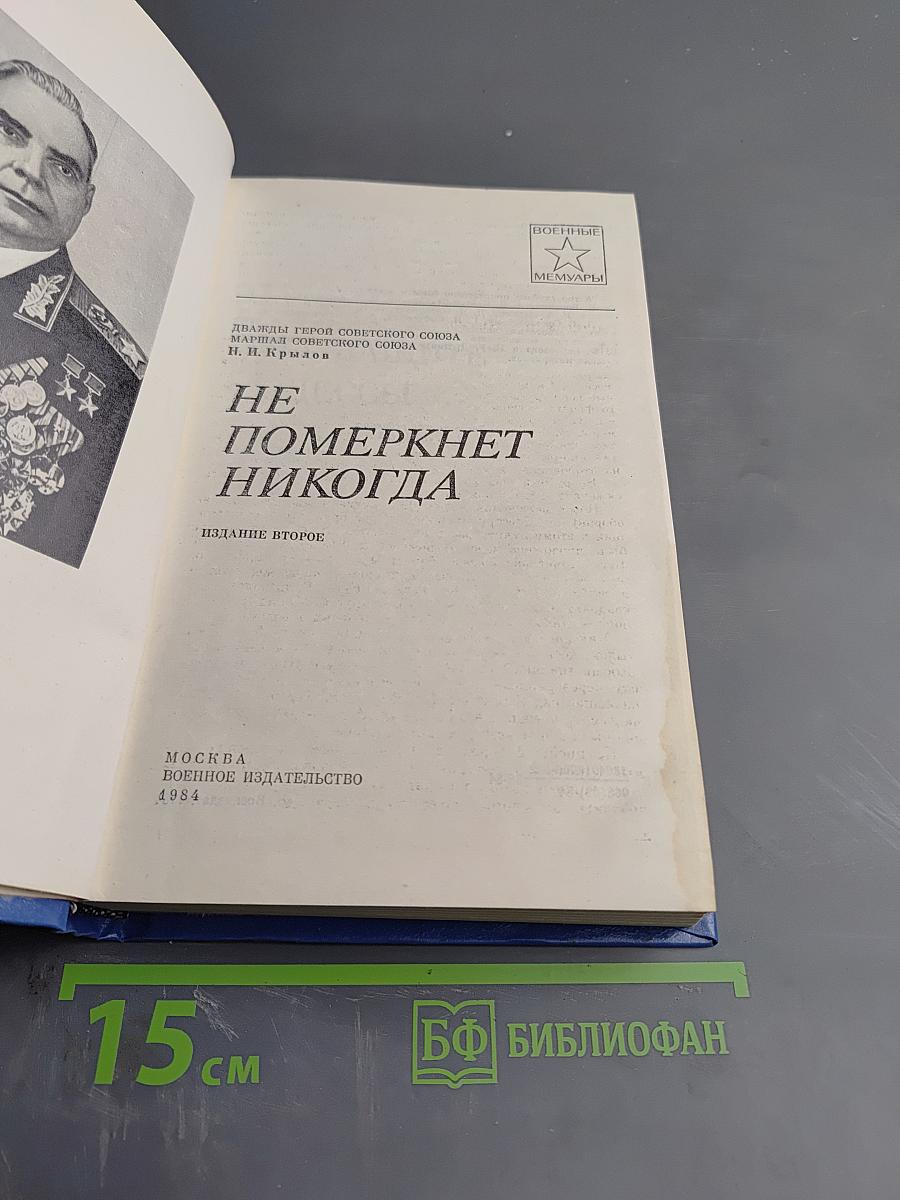 ВОЕННЫЕ
МЕМУАРЫ
ДВАЖДЫ ГЕРОЙ СОВЕТСКОГО СОЮЗА
МАРШАЛ СОВЕТСКОГО СОЮЗА
Н. И. Крылов
НЕ
ПОМЕРКНЕТ
НИКОГДА
ИЗДАНИЕ ВТОРОЕ
МОСКВА
ВОЕННОЕ ИЗДАТЕЛЬСТВО
1984
15 см
БФ БИБЛИОФАН